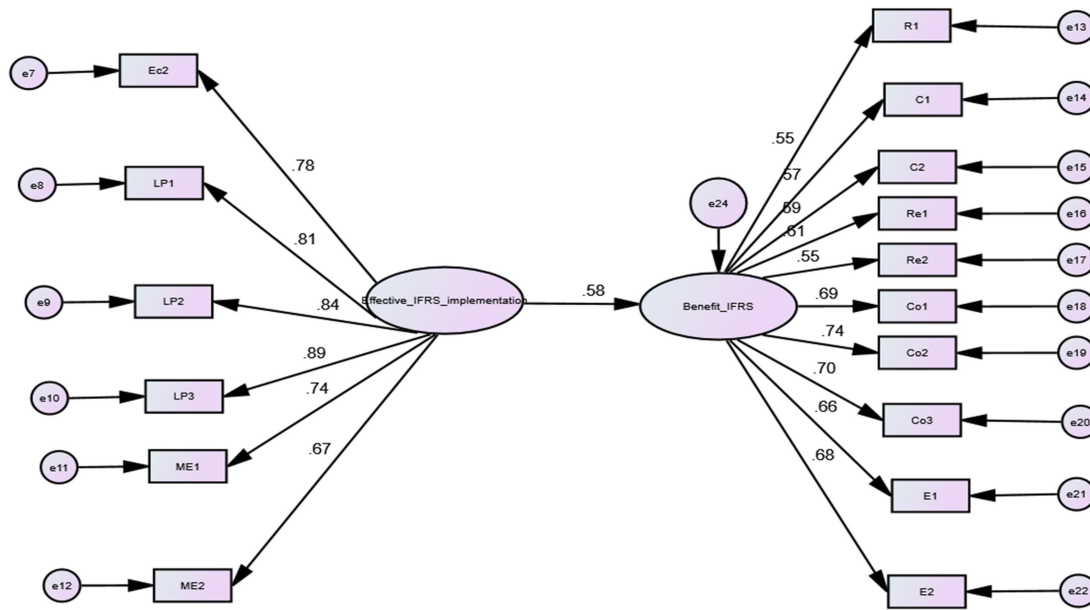 R1
e13
Ec2
e7
C1
e14
.55
.78
.57
C2
e15
LP1
e8
e24
.59
Re1
e16
.61
.81
.55
Re2
e17
LP2
e9
.84
Effective_IFRS_implementation
.58
Benefit_IFRS
.69
Co1
e18
.74
Co2
e19
.89
.70
LP3
e10
.74
.66
Co3
e20
ME1
e11
.67
.68
E1
e21
ME2
e12
E2
e22